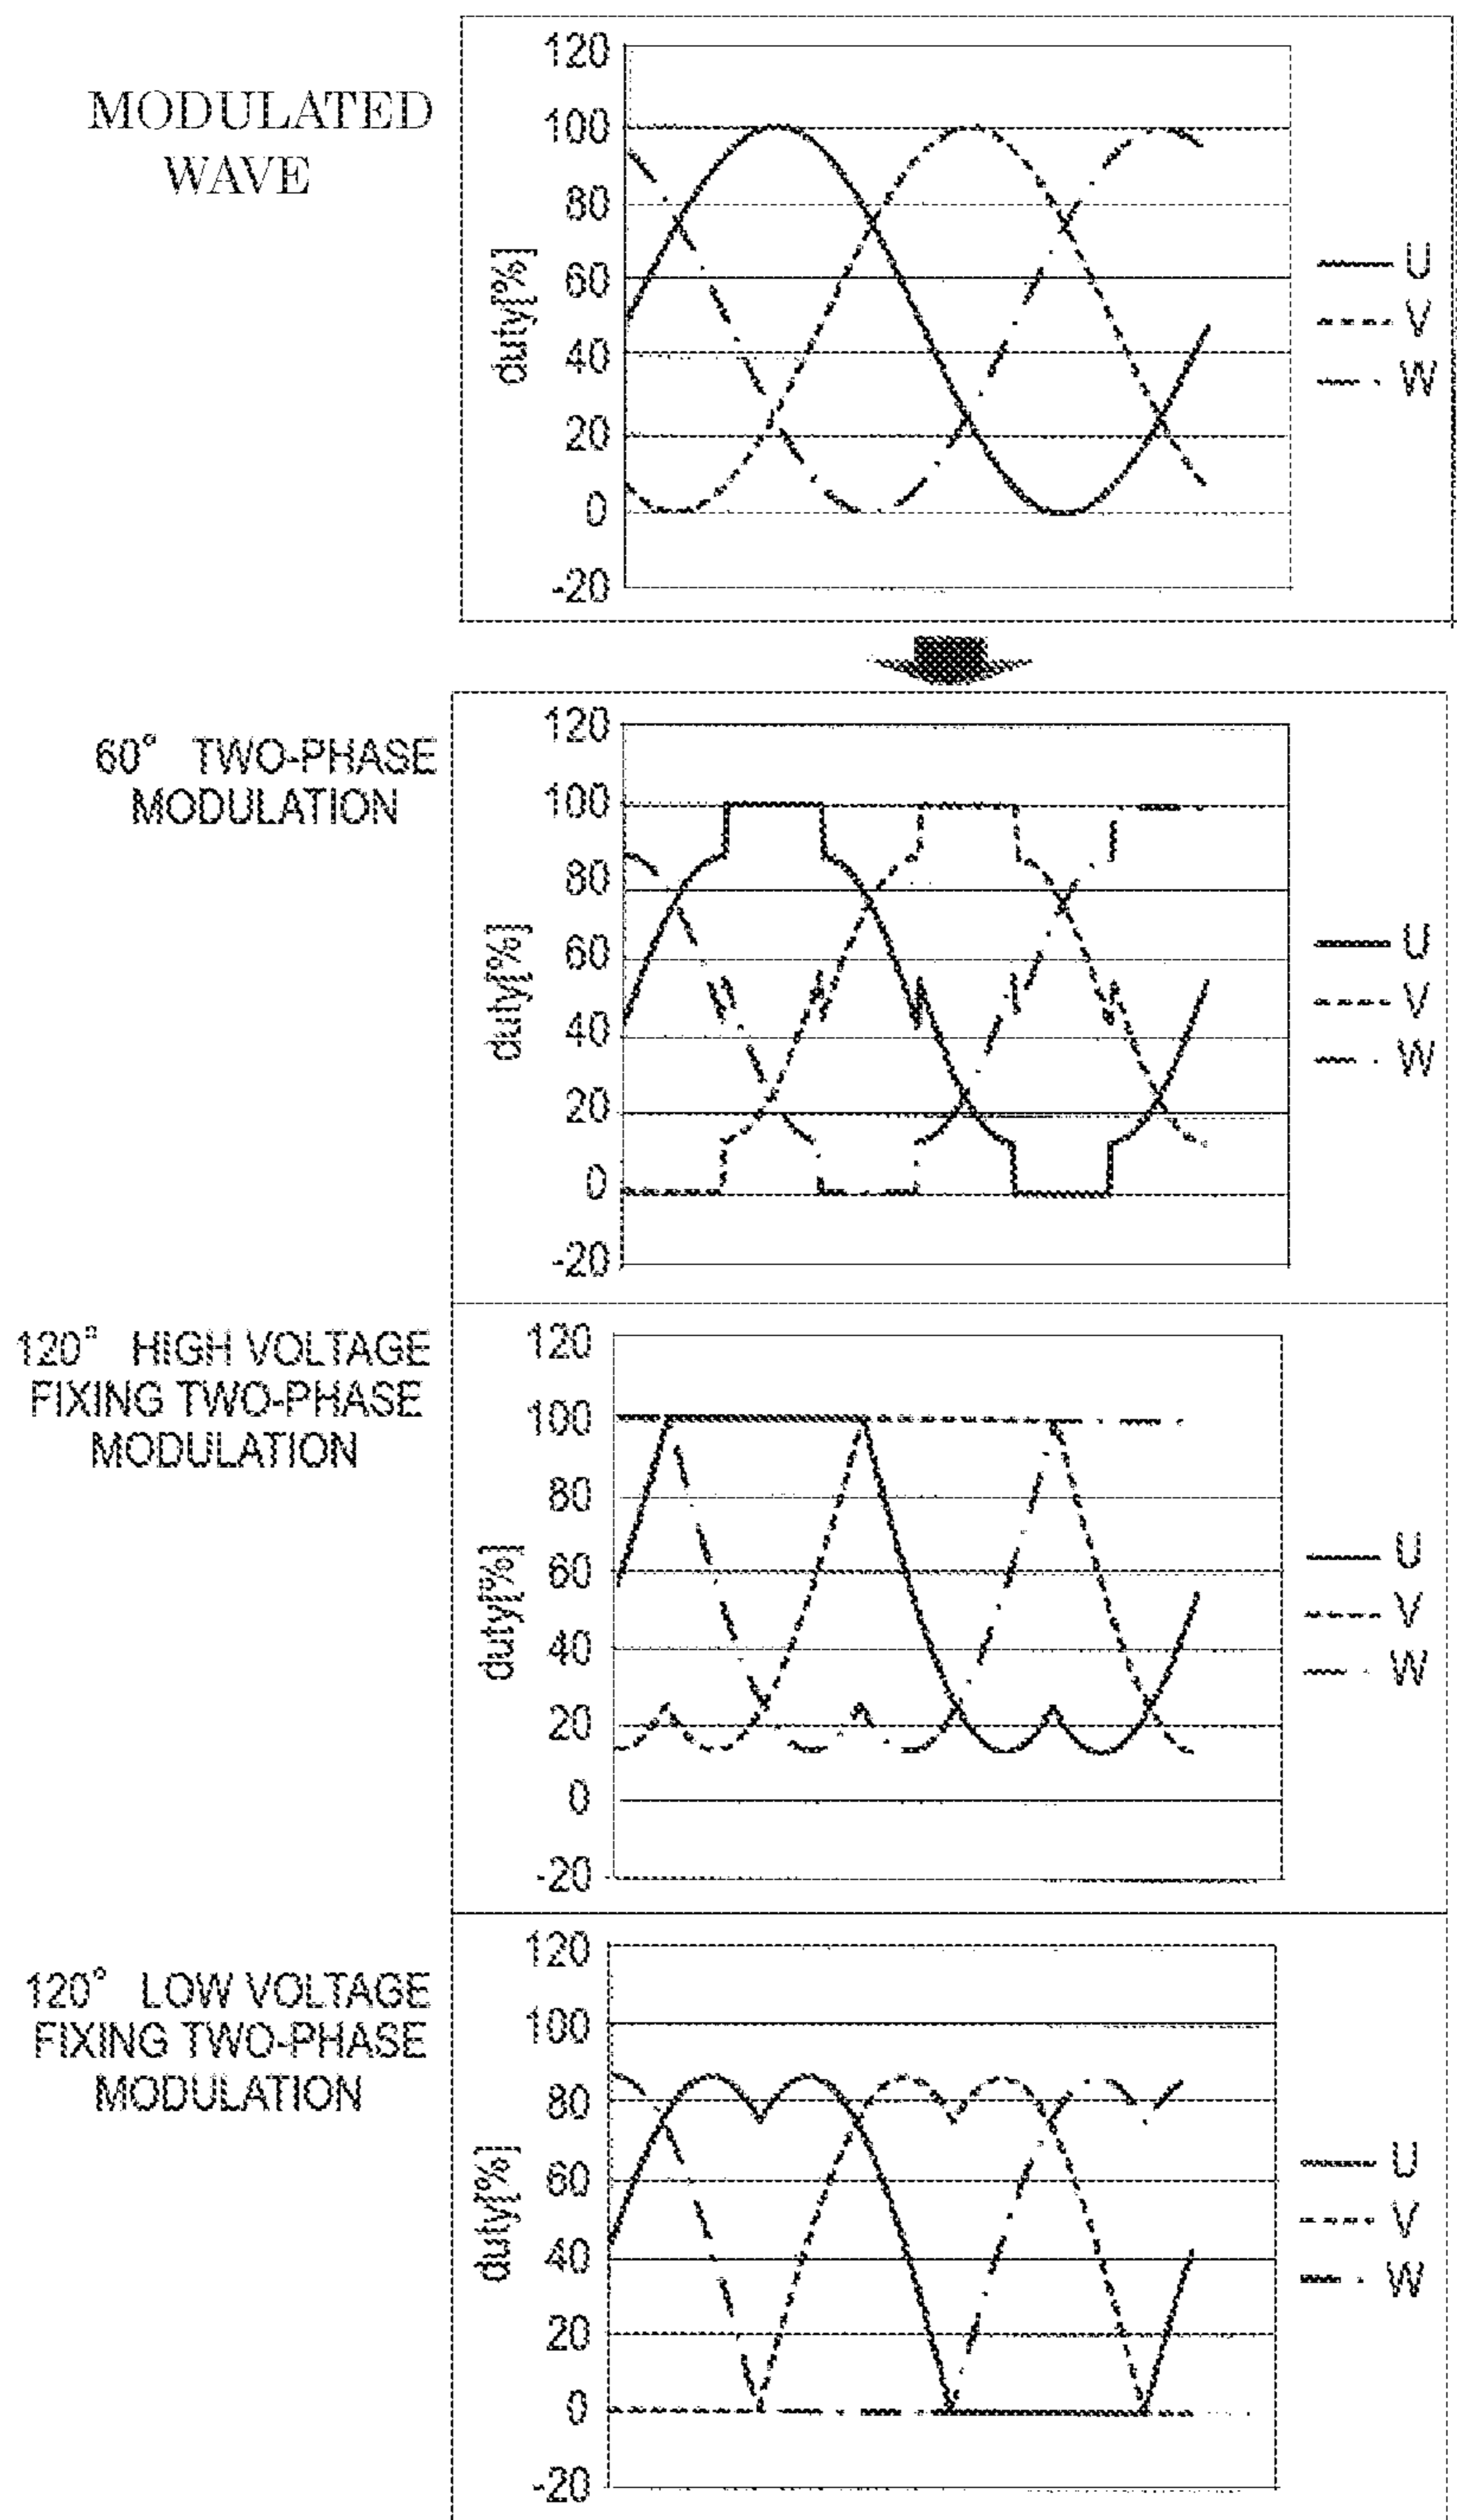 MODULATED
WAVE
120
100
80
60
40
20
0
-20
duty[%]
U
V
W
60° TWO-PHASE
MODULATION
120
100
80
60
40
20
0
-20
duty[%]
U
V
W
120° HIGH VOLTAGE
FIXING TWO-PHASE
MODULATION
120
100
80
60
40
20
0
-20
duty[%]
U
V
W
120° LOW VOLTAGE
FIXING TWO-PHASE
MODULATION
120
100
80
60
40
20
0
-20
duty[%]
U
V
W